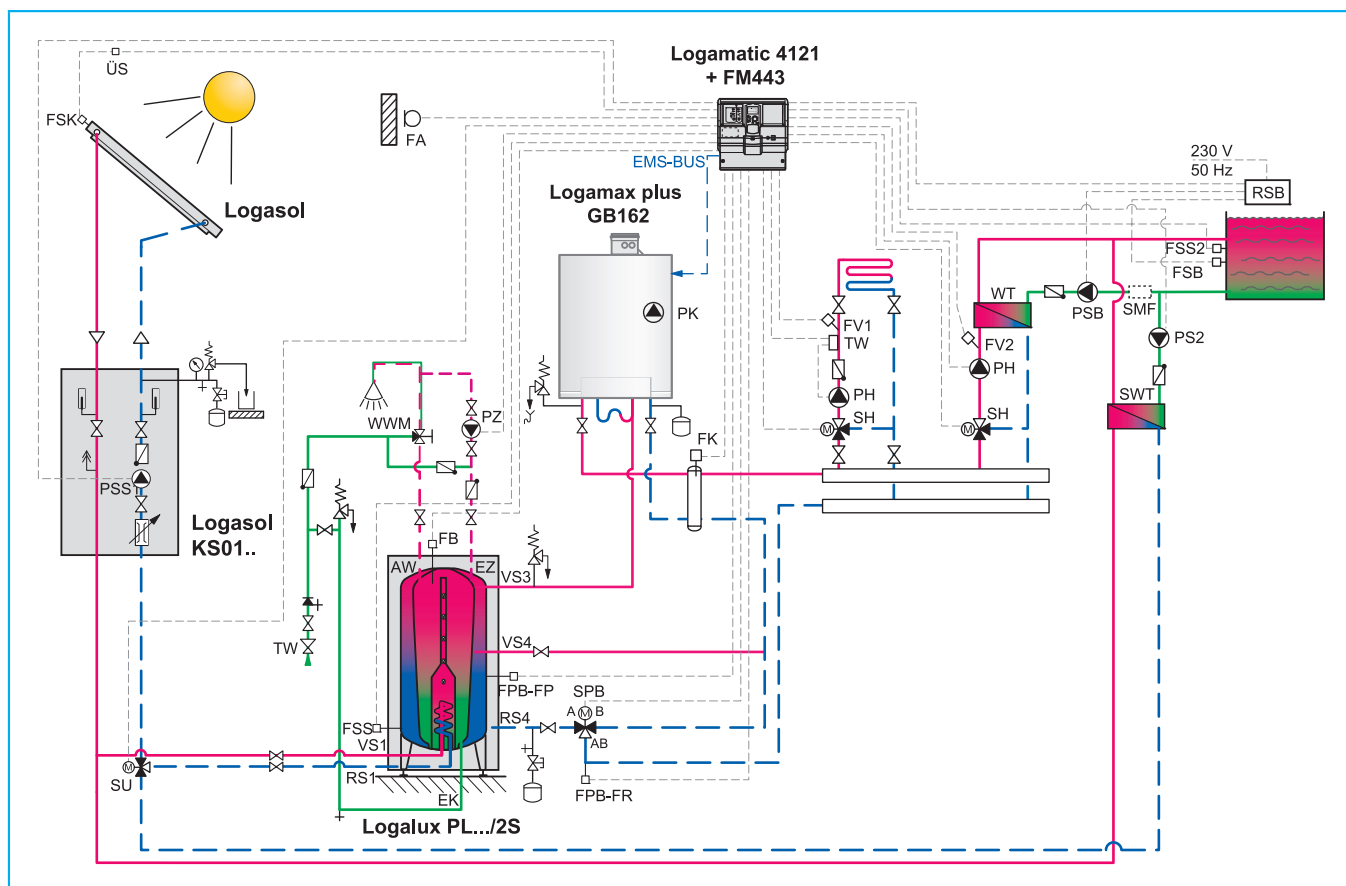 Logamatic 4121
+ FM443
ÜS
FSK
FA
EMS-BUS
230 V
50 Hz
RSB
Logasol
Logamax plus
GB162
FSS2
FSB
WT
PK
FV1
TW
FV2
PSB
SMF
PS2
PH
PH
SWT
WWM
PZ
SH
SH
M
M
FK
PSS1
Logasol
KS01..
FB
AW
EZ
VS3
TW
VS4
FPB-FP
SPB
A
M
B
RS4
AB
FSS
VS1
M
SU
RS1
EK
FPB-FR
Logalux PL.../2S